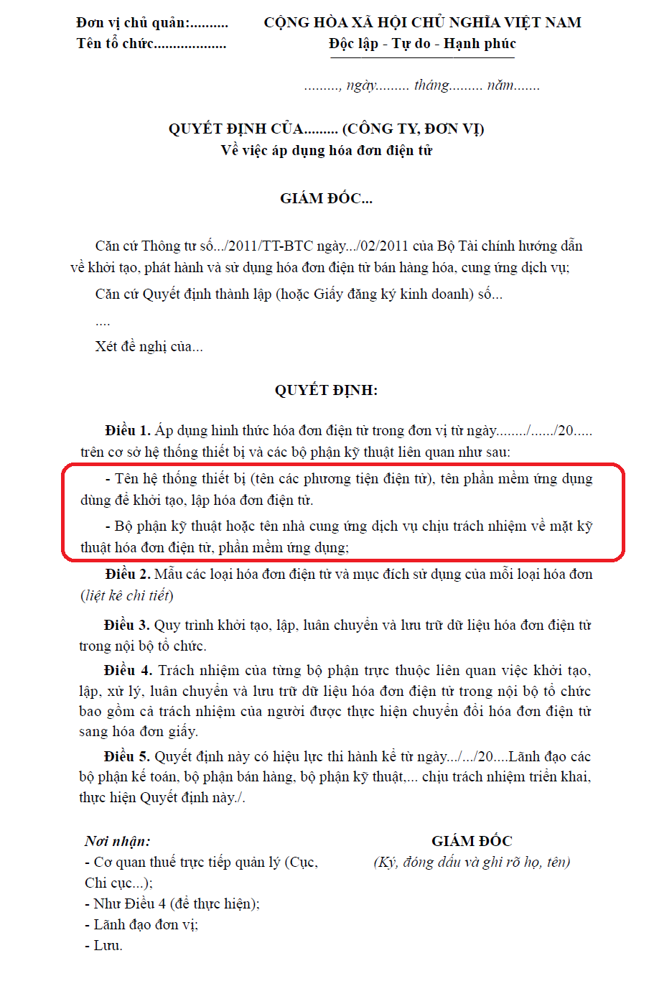 Đơn vị chủ quản:..........
CỘNG HÒA XÃ HỘI CHỦ NGHĨA VIỆT NAM
Tên tổ chức...................
Độc lập - Tự do - Hạnh phúc
........., ngày......... tháng......... năm.......
QUYẾT ĐỊNH CỦA......... (CÔNG TY, ĐƠN VỊ)
Về việc áp dụng hóa đơn điện tử
GIÁM ĐỐC...
Căn cứ Thông tư số.../2011/TT-BTC ngày.../02/2011 của Bộ Tài chính hướng dẫn
về khởi tạo, phát hành và sử dụng hóa đơn điện tử bán hàng hóa, cung ứng dịch vụ;
Căn cứ Quyết định thành lập (hoặc Giấy đăng ký kinh doanh) số...
....
Xét đề nghị của...
QUYẾT ĐỊNH:
Điều 1. Áp dụng hình thức hóa đơn điện tử trong đơn vị từ ngày......../....../20.....
trên cơ sở hệ thống thiết bị và các bộ phận kỹ thuật liên quan như sau:
- Tên hệ thống thiết bị (tên các phương tiện điện tử), tên phần mềm ứng dụng
dùng để khởi tạo, lập hóa đơn điện tử.
- Bộ phận kỹ thuật hoặc tên nhà cung ứng dịch vụ chịu trách nhiệm về mặt kỹ
thuật hóa đơn điện tử, phần mềm ứng dụng;
Điều 2. Mẫu các loại hóa đơn điện tử và mục đích sử dụng của mỗi loại hóa đơn
(liệt kê chi tiết)
Điều 3. Quy trình khởi tạo, lập, luân chuyển và lưu trữ dữ liệu hóa đơn điện tử
trong nội bộ tổ chức.
Điều 4. Trách nhiệm của từng bộ phận trực thuộc liên quan việc khởi tạo,
lập, xử lý, luân chuyển và lưu trữ dữ liệu hóa đơn điện tử trong nội bộ tổ chức
bao gồm cả trách nhiệm của người được thực hiện chuyển đổi hóa đơn điện tử
sang hóa đơn giấy.
Điều 5. Quyết định này có hiệu lực thi hành kể từ ngày.../.../20....Lãnh đạo các
bộ phận kế toán, bộ phận bán hàng, bộ phận kỹ thuật,... chịu trách nhiệm triển khai,
thực hiện Quyết định này./.
Nơi nhận:
GIÁM ĐỐC
- Cơ quan thuế trực tiếp quản lý (Cục,
(Ký, đóng dấu và ghi rõ họ, tên)
Chi cục...);
- Như Điều 4 (để thực hiện);
- Lãnh đạo đơn vị;
- Lưu.